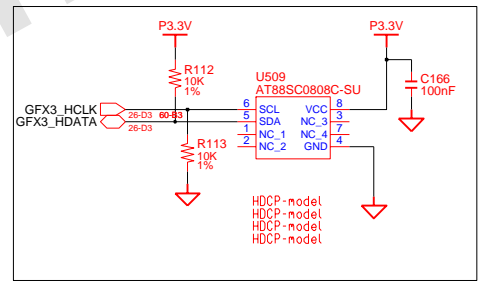 P3.3V
P3.3V
R112
10K
1%
U509
AT88SC0808C-SU
C166
100nF
GFX3_HCLK
6
SCL
VCC
8
26-D3
60-B3
GFX3_HDATA
5
SDA
NC_3
3
26-D3
1
NC_1
NC_4
7
2
NC_2
GND
4
R113
10K
1%
HDCP-model
HDCP-model
HDCP-model
HDCP-model